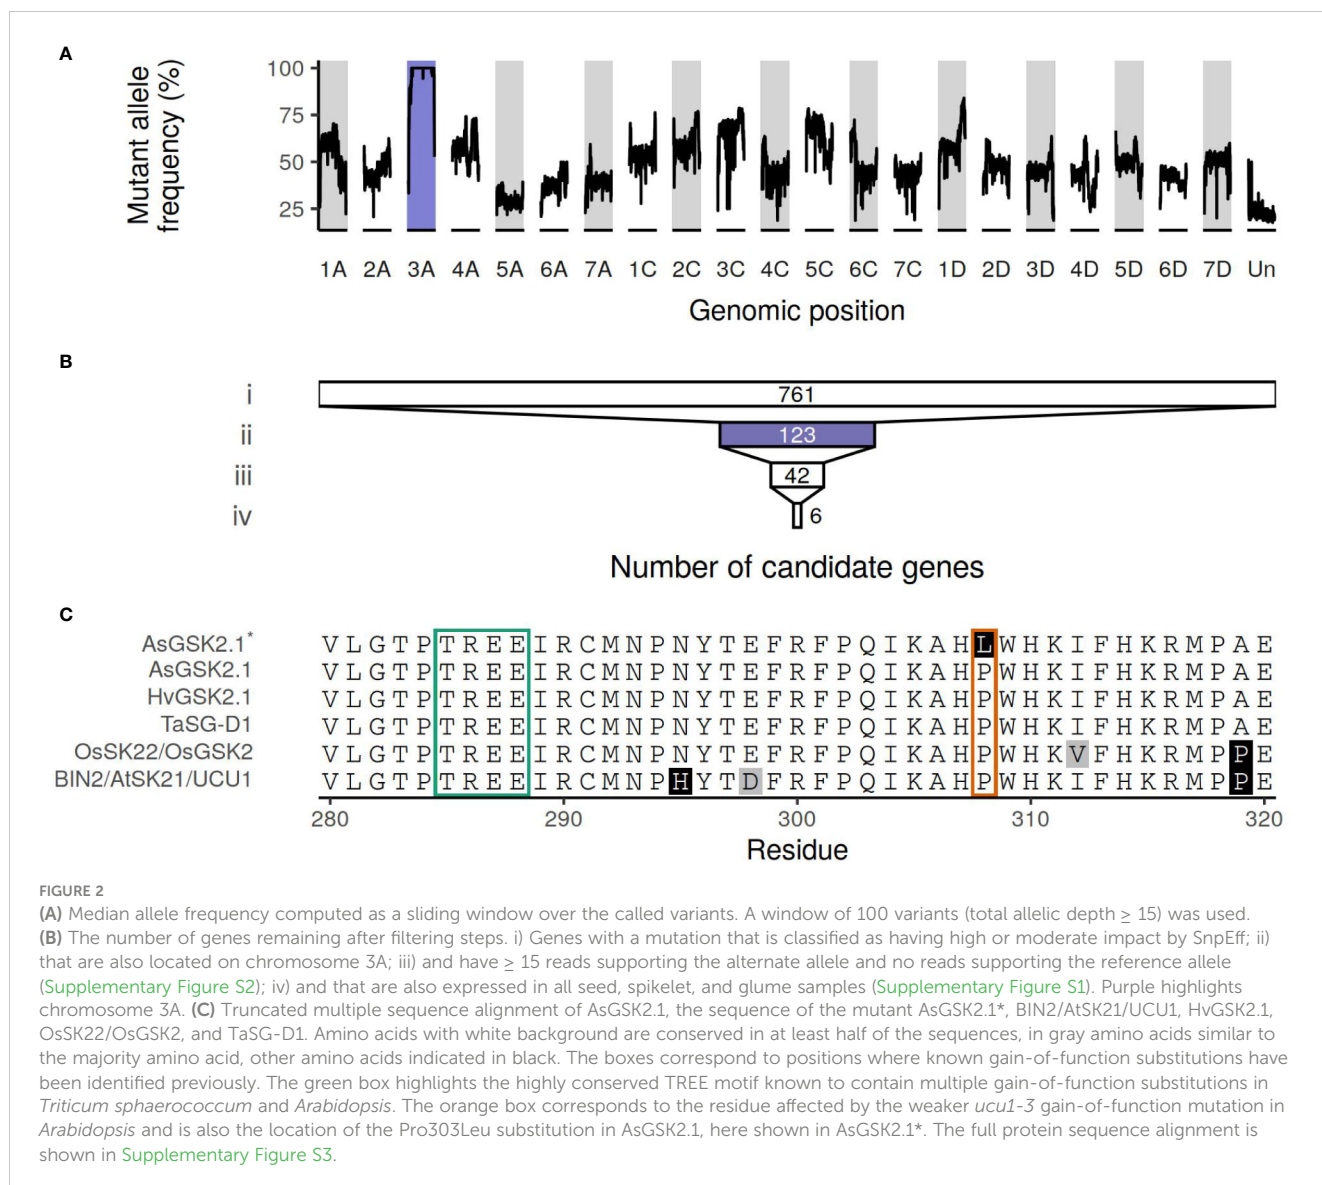 A
Mutant allele
frequency (%)
100
75
50
25
1A 2A 3A 4A 5A 6A 7A 1C 2C 3C 4C 5C 6C 7C 1D 2D 3D 4D 5D 6D 7D Un
Genomic position
B
i 761
ii 123
iii 42
iv 6
Number of candidate genes
C
AsGSK2.1* VLGTPTREEIRCMNPNYTEFRFPQIKAHLWHKIFHKRMPAE
AsGSK2.1 VLGTPTREEIRCMNPNYTEFRFPQIKAHPWHKIFHKRMPAE
HvGSK2.1 VLGTPTREEIRCMNPNYTEFRFPQIKAHPWHKIFHKRMPAE
TaSG-D1 VLGTPTREEIRCMNPNYTEFRFPQIKAHPWHKIFHKRMPAE
OsSK22/OsGSK2 VLGTPTREEIRCMNPNYTEFRFPQIKAHPWHKVFHKRMPPE
BIN2/AtSK21/UCU1 VLGTPTREEIRCMNPHYTDFRFPQIKAHPWHKIFHKRMPPE
280 290 300 310 320
Residue
FIGURE 2
(A) Median allele frequency computed as a sliding window over the called variants. A window of 100 variants (total allelic depth ≥ 15) was used.
(B) The number of genes remaining after filtering steps. i) Genes with a mutation that is classified as having high or moderate impact by SnpEff; ii)
that are also located on chromosome 3A; iii) and have ≥ 15 reads supporting the alternate allele and no reads supporting the reference allele
(Supplementary Figure S2); iv) and that are also expressed in all seed, spikelet, and glume samples (Supplementary Figure S1). Purple highlights
chromosome 3A. (C) Truncated multiple sequence alignment of AsGSK2.1, the sequence of the mutant AsGSK2.1*, BIN2/AtSK21/UCU1, HvGSK2.1,
OsSK22/OsGSK2, and TaSG-D1. Amino acids with white background are conserved in at least half of the sequences, in gray amino acids similar to
the majority amino acid, other amino acids indicated in black. The boxes correspond to positions where known gain-of-function substitutions have
been identified previously. The green box highlights the highly conserved TREE motif known to contain multiple gain-of-function substitutions in
Triticum sphaerococcum and Arabidopsis. The orange box corresponds to the residue affected by the weaker ucu1-3 gain-of-function mutation in
Arabidopsis and is also the location of the Pro303Leu substitution in AsGSK2.1, here shown in AsGSK2.1*. The full protein sequence alignment is
shown in Supplementary Figure S3.